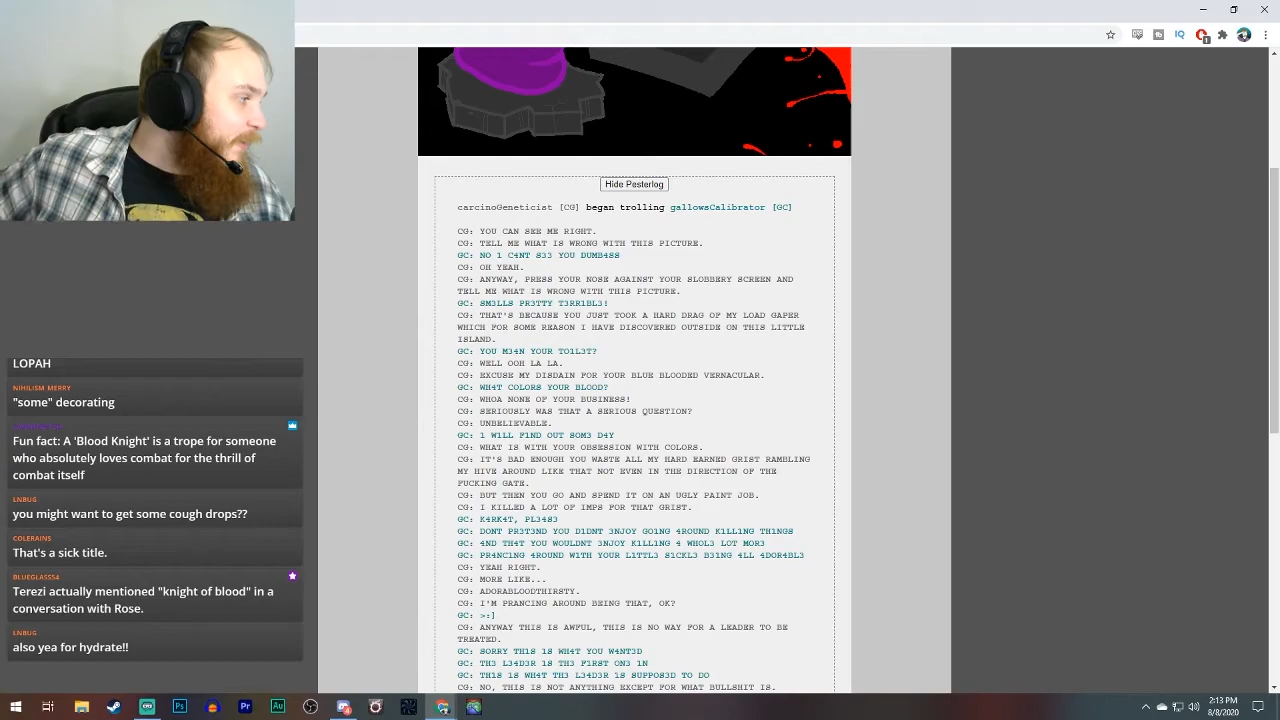 Hide Pesterlog
carcinoGeneticist [CG] began trolling gallowsCalibrator [GC]
CG: YOU CAN SEE ME RIGHT.
CG: TELL ME WHAT IS WRONG WITH THIS PICTURE.
GC: NO 1 C4NT S33 YOU DUMB4SS
CG: OH YEAH.
CG: ANYWAY, PRESS YOUR NOSE AGAINST YOUR SLOBBERY SCREEN AND
TELL ME WHAT IS WRONG WITH THIS PICTURE.
GC: SM3LLS PR3TTY T3RR1BL3!
CG: THAT'S BECAUSE YOU JUST TOOK A HARD DRAG OF MY LOAD GAPER
WHICH FOR SOME REASON I HAVE DISCOVERED OUTSIDE ON THIS LITTLE
ISLAND.
GC: YOU M34N YOUR TO1L3T?
CG: WELL OOH LA LA.
CG: EXCUSE MY DISDAIN FOR YOUR BLUE BLOODED VERNACULAR.
GC: WH4T COLORS YOUR BLOOD?
CG: WHOA NONE OF YOUR BUSINESS!
CG: SERIOUSLY WAS THAT A SERIOUS QUESTION?
CG: UNBELIEVABLE.
GC: 1 W1LL F1ND OUT SOM3 D4Y
CG: WHAT IS WITH YOUR OBSESSION WITH COLORS.
CG: IT'S BAD ENOUGH YOU WASTE ALL MY HARD EARNED GRIST RAMBLING
MY HIVE AROUND LIKE THAT NOT EVEN IN THE DIRECTION OF THE
FUCKING GATE.
CG: BUT THEN YOU GO AND SPEND IT ON AN UGLY PAINT JOB.
CG: I KILLED A LOT OF IMPS FOR THAT GRIST.
GC: K4RK4T, PL34S3
GC: DONT PR3T3ND YOU D1DNT 3NJOY GO1NG 4ROUND K1LL1NG TH1NGS
GC: 4ND TH4T YOU WOULDNT 3NJOY K1LL1NG 4 WHOL3 LOT MOR3
GC: PR4NC1NG 4ROUND W1TH YOUR L1TTL3 S1CKL3 B31NG 4LL 4DOR4BL3
CG: YEAH RIGHT.
CG: MORE LIKE...
CG: ADORABLOODTHIRSTY.
CG: I'M PRANCING AROUND BEING THAT, OK?
GC: >:]
CG: ANYWAY THIS IS AWFUL, THIS IS NO WAY FOR A LEADER TO BE
TREATED.
GC: SORRY TH1S 1S WH4T YOU W4NT3D
GC: TH3 L34D3R 1S TH3 F1RST ON3 1N
GC: TH1S 1S WH4T TH3 L34D3R 1S SUPPOS3D TO DO
CG: NO, THIS IS NOT ANYTHING EXCEPT FOR WHAT BULLSHIT IS.
LOPAH
NIHILISM MERRY
"some" decorating
Fun fact: A 'Blood Knight' is a trope for someone
who absolutely loves combat for the thrill of
combat itself
LNBUG
you might want to get some cough drops??
COLERAINS
That's a sick title.
BLUEGLASS54
Terezi actually mentioned "knight of blood" in a
conversation with Rose.
LNBUG
also yea for hydrate!!
2:13 PM
8/8/2020